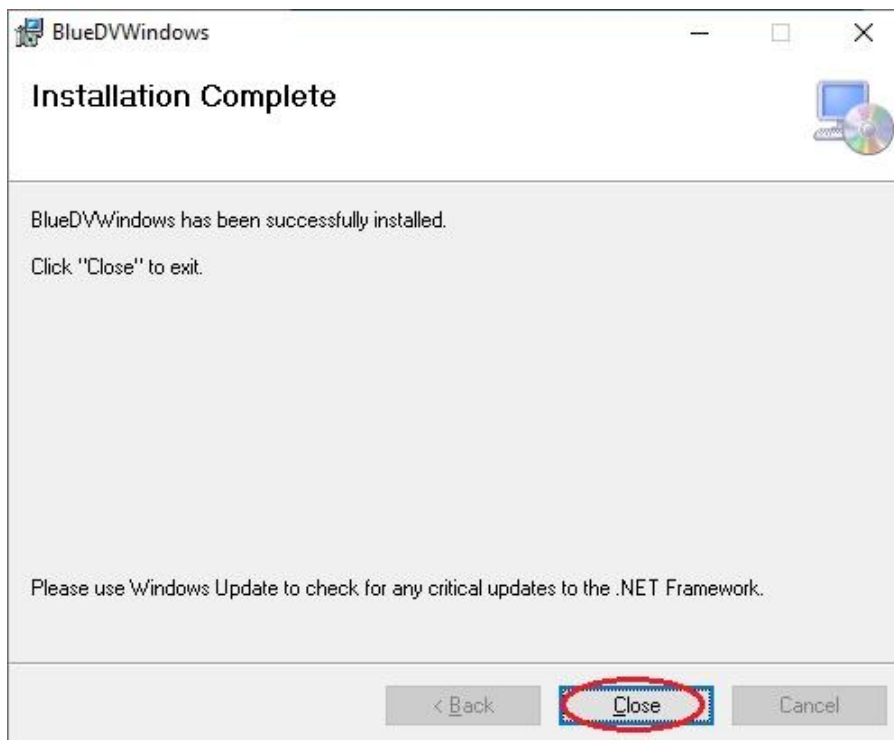 BlueDVWindows
Installation Complete
BlueDVWindows has been successfully installed.
Click "Close" to exit.
Please use Windows Update to check for any critical updates to the .NET Framework.
< Back
Close
Cancel